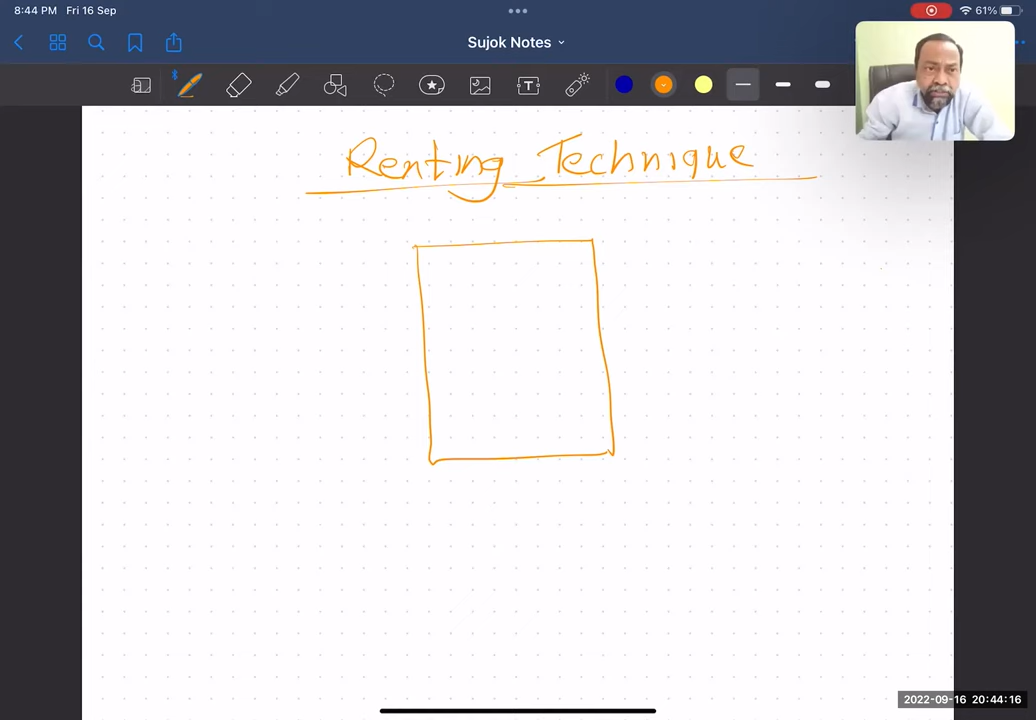 8:44 PM Fri 16 Sep
61%
Sujok Notes
T
Renting Technique
2022-09-16 20:44:16